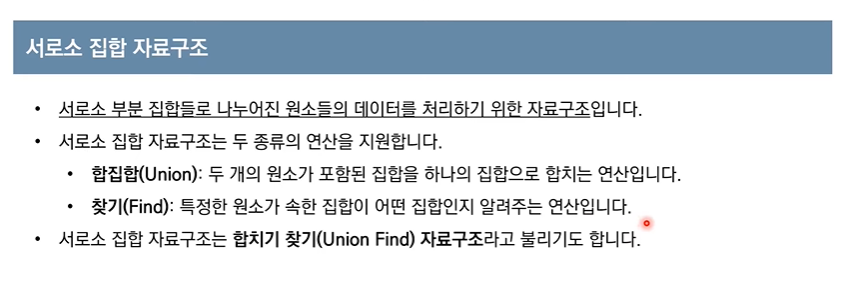 서로소 집합 자료구조
• 서로소 부분 집합들로 나누어진 원소들의 데이터를 처리하기 위한 자료구조입니다.
• 서로소 집합 자료구조는 두 종류의 연산을 지원합니다.
• 합집합(Union): 두 개의 원소가 포함된 집합을 하나의 집합으로 합치는 연산입니다.
• 찾기(Find): 특정한 원소가 속한 집합이 어떤 집합인지 알려주는 연산입니다.
• 서로소 집합 자료구조는 합치기 찾기(Union Find) 자료구조라고 불리기도 합니다.